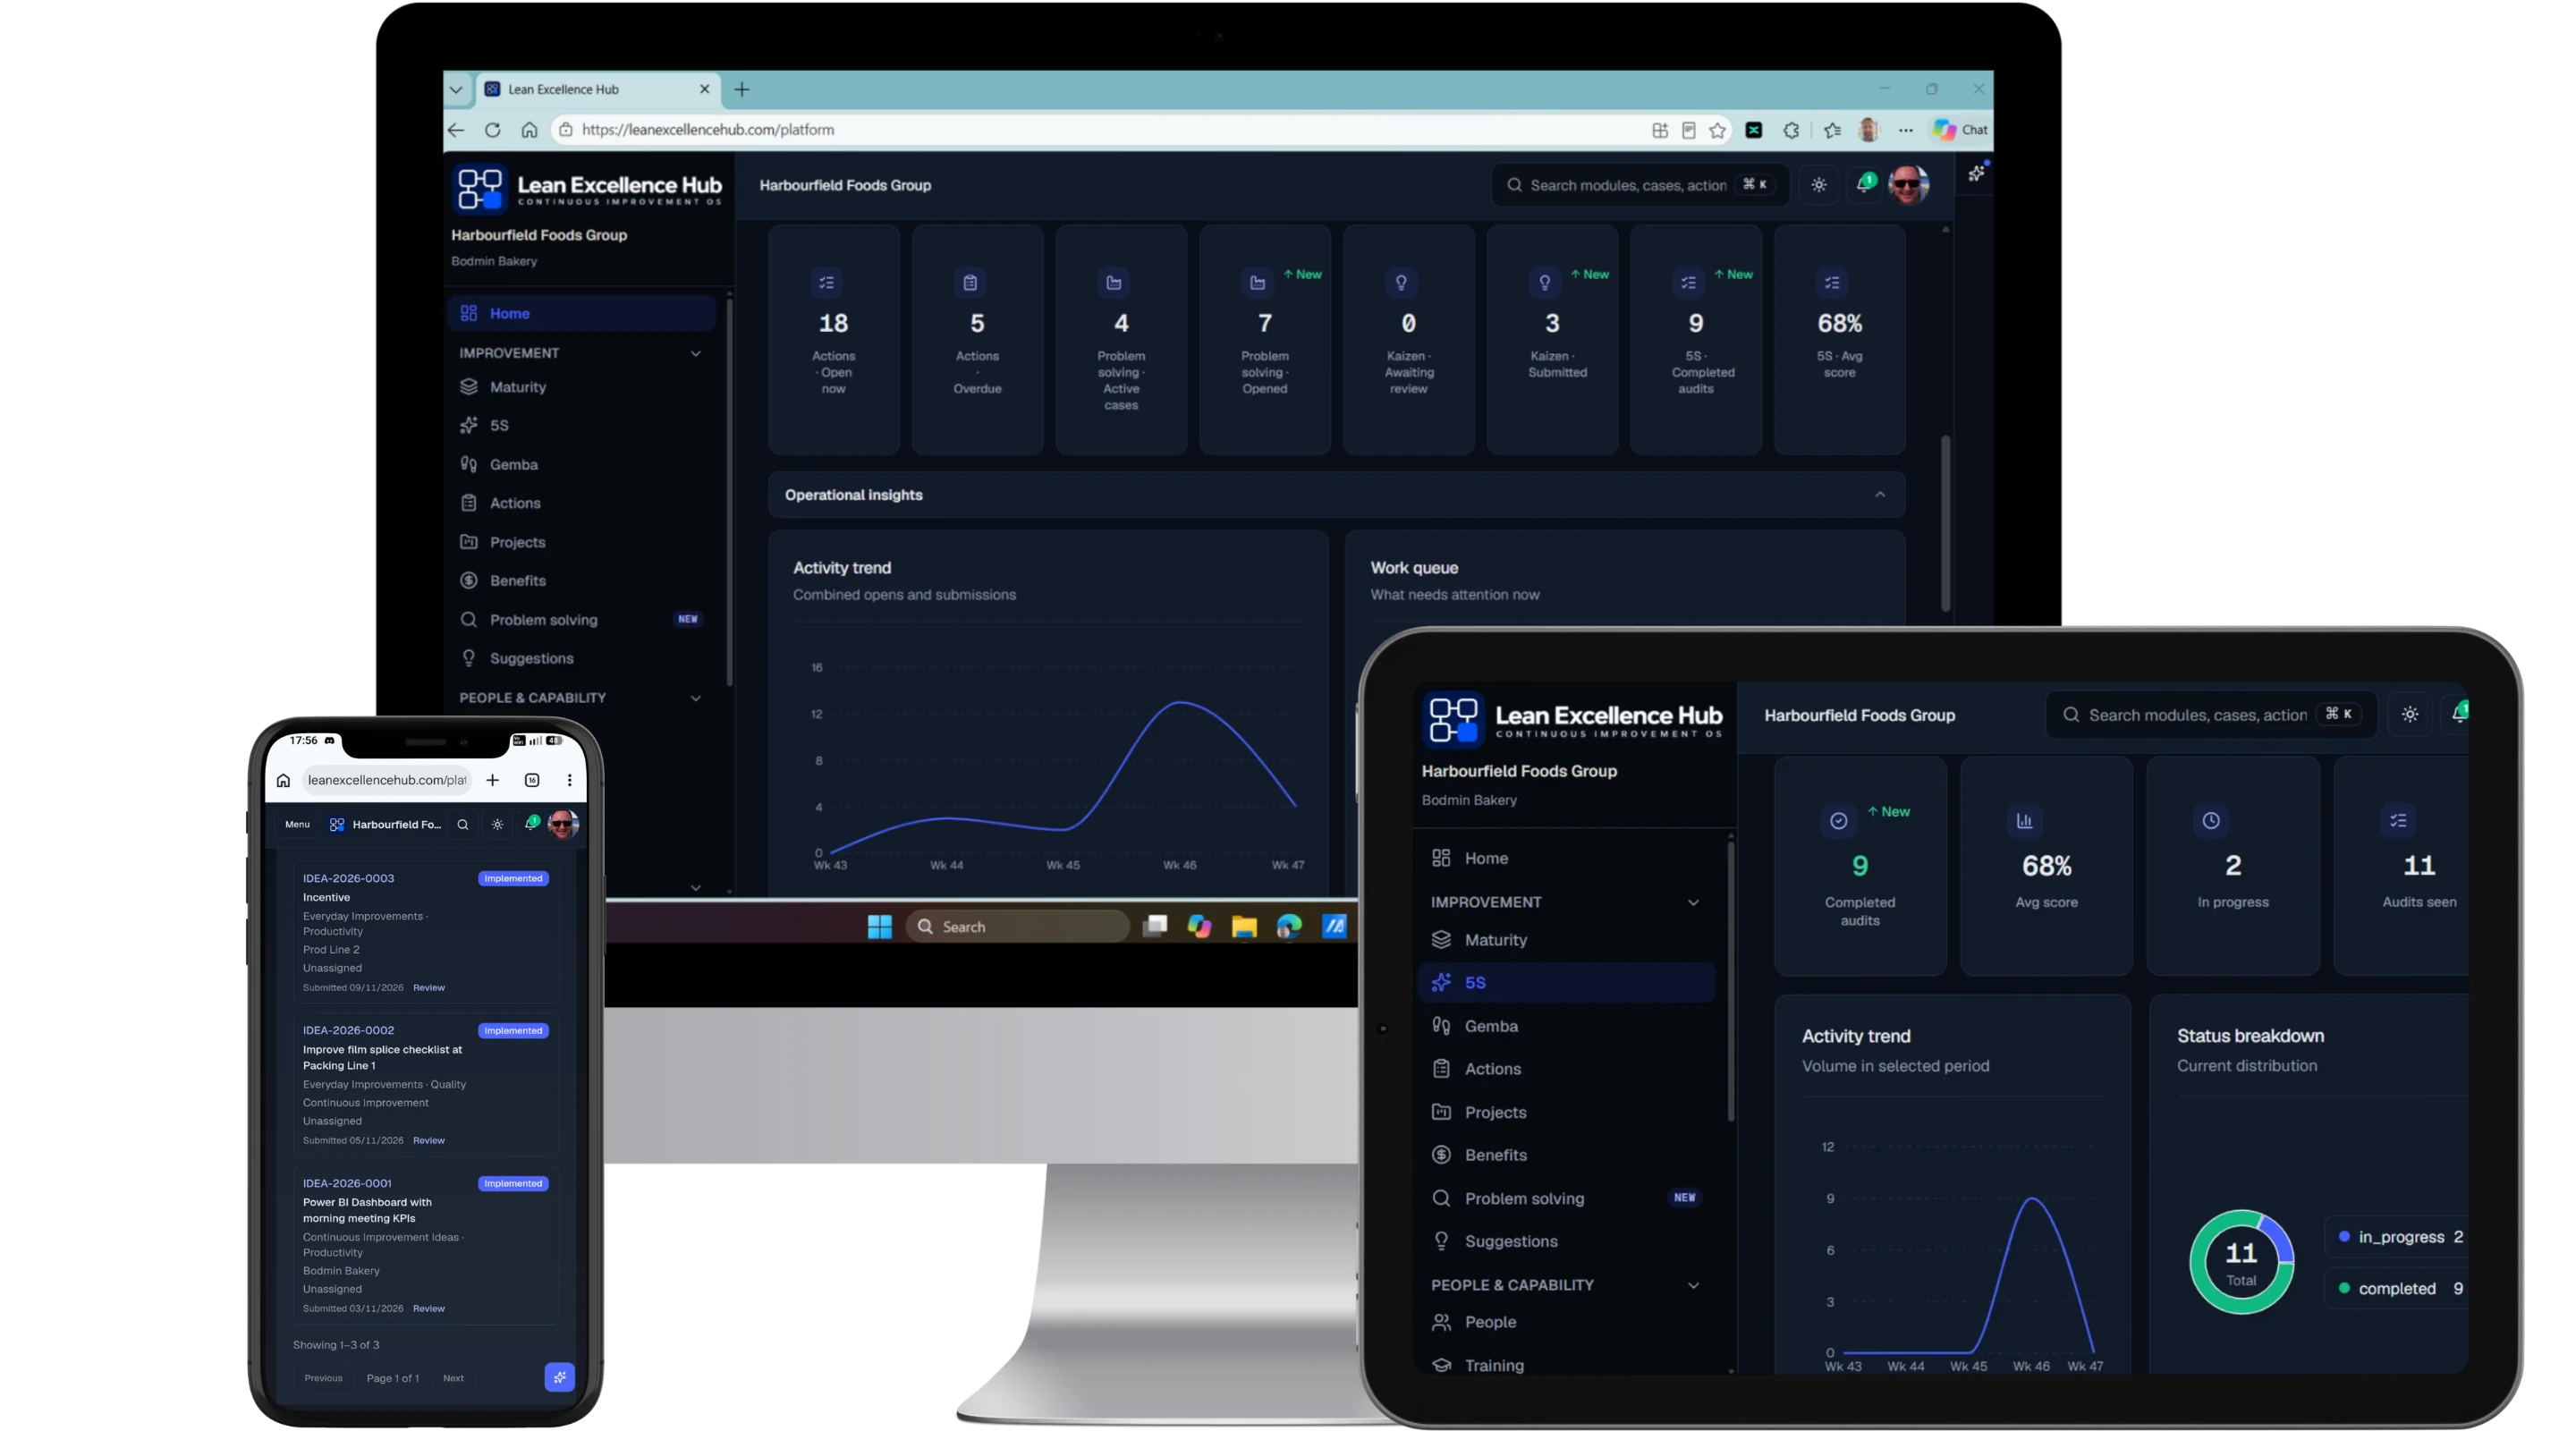 Lean Excellence Hub
https://leanexcellencehub.com/platform
Chat
Lean Excellence Hub
CONTINUOUS IMPROVEMENT OS
Harbourfield Foods Group
Bodmin Bakery
Home
IMPROVEMENT
Maturity
5S
Gemba
Actions
Projects
Benefits
Problem solving NEW
Suggestions
PEOPLE & CAPABILITY
Harbourfield Foods Group
Search modules, cases, action ⌘ K
1
18
Actions
· Open
now
5
Actions
·
Overdue
4
Problem
solving ·
Active
cases
↑ New
7
Problem
solving ·
Opened
0
Kaizen ·
Awaiting
review
↑ New
3
Kaizen ·
Submitted
↑ New
9
5S ·
Completed
audits
68%
5S · Avg
score
Operational insights
Activity trend
Combined opens and submissions
16
12
8
4
0
Wk 43 Wk 44 Wk 45 Wk 46 Wk 47
Work queue
What needs attention now
Search
17:56
48
leanexcellencehub.com/plat
16
Menu
Harbourfield Fo...
1
IDEA-2026-0003 Implemented
Incentive
Everyday Improvements ·
Productivity
Prod Line 2
Unassigned
Submitted 09/11/2026 Review
IDEA-2026-0002 Implemented
Improve film splice checklist at
Packing Line 1
Everyday Improvements · Quality
Continuous Improvement
Unassigned
Submitted 05/11/2026 Review
IDEA-2026-0001 Implemented
Power BI Dashboard with
morning meeting KPIs
Continuous Improvement Ideas ·
Productivity
Bodmin Bakery
Unassigned
Submitted 03/11/2026 Review
Showing 1–3 of 3
Previous Page 1 of 1 Next
Lean Excellence Hub
CONTINUOUS IMPROVEMENT OS
Harbourfield Foods Group
Bodmin Bakery
Home
IMPROVEMENT
Maturity
5S
Gemba
Actions
Projects
Benefits
Problem solving NEW
Suggestions
PEOPLE & CAPABILITY
People
Training
Harbourfield Foods Group
Search modules, cases, action ⌘ K
1
↑ New
9
Completed
audits
68%
Avg score
2
In progress
11
Audits seen
Activity trend
Volume in selected period
12
9
6
3
0
Wk 43 Wk 44 Wk 45 Wk 46 Wk 47
Status breakdown
Current distribution
11
Total
in_progress 2
completed 9